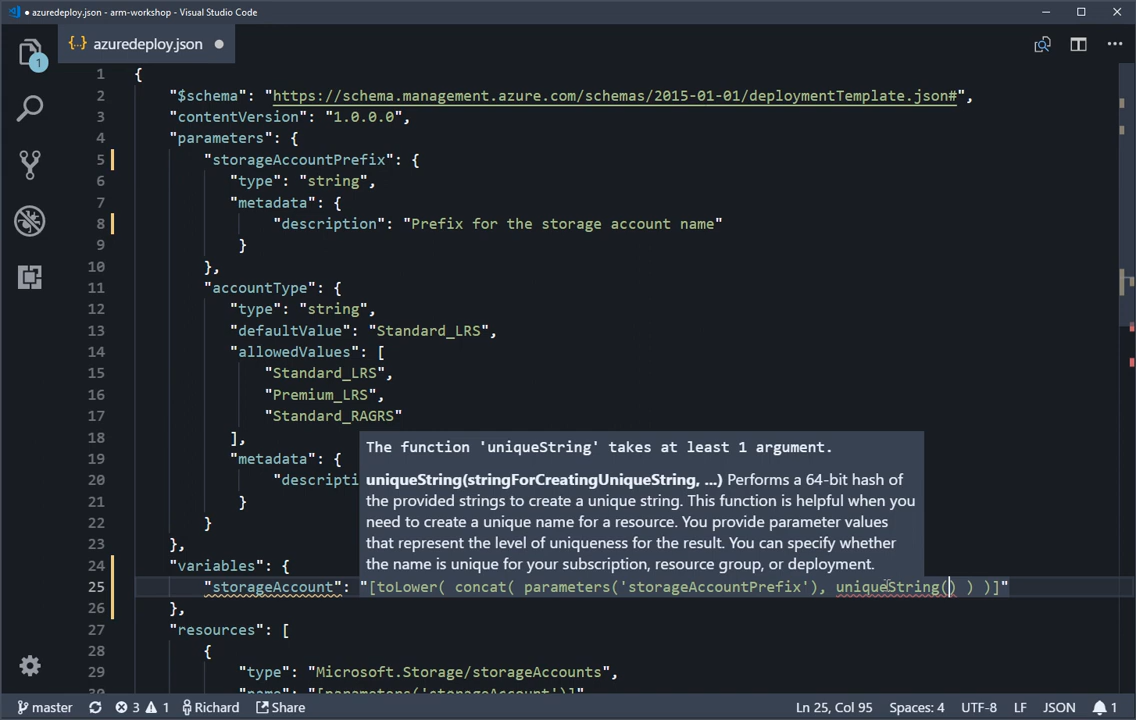 azuredeploy.json - arm-workshop - Visual Studio Code
{..} azuredeploy.json
1
1 {
2 "$schema": "https://schema.management.azure.com/schemas/2015-01-01/deploymentTemplate.json#",
3 "contentVersion": "1.0.0.0",
4 "parameters": {
5 "storageAccountPrefix": {
6 "type": "string",
7 "metadata": {
8 "description": "Prefix for the storage account name"
9 }
10 },
11 "accountType": {
12 "type": "string",
13 "defaultValue": "Standard_LRS",
14 "allowedValues": [
15 "Standard_LRS",
16 "Premium_LRS",
17 "Standard_RAGRS"
18 ],
19 "metadata": {
20 "descripti
21 }
22 }
23 },
The function 'uniqueString' takes at least 1 argument.
uniqueString(stringForCreatingUniqueString, ...) Performs a 64-bit hash of
the provided strings to create a unique string. This function is helpful when you
need to create a unique name for a resource. You provide parameter values
that represent the level of uniqueness for the result. You can specify whether
the name is unique for your subscription, resource group, or deployment.
24 "variables": {
25 "storageAccount": "[toLower( concat( parameters('storageAccountPrefix'), uniqueString() ) )]"
26 },
27 "resources": [
28 {
29 "type": "Microsoft.Storage/storageAccounts",
30 "name": "[parameters('storageAccount')]"
master 3 1 Richard Share Ln 25, Col 95 Spaces: 4 UTF-8 LF JSON 1